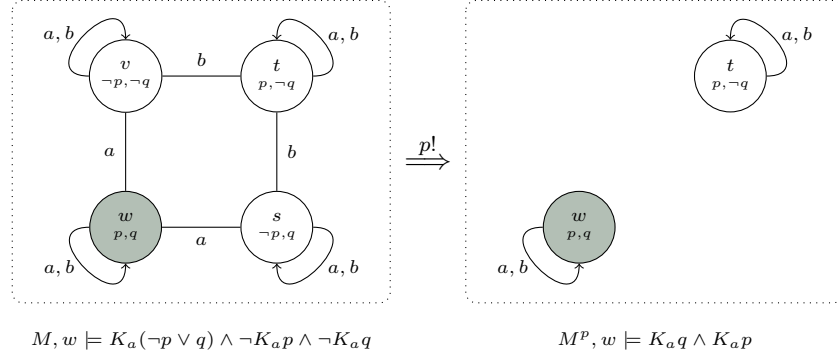 a, b
a, b
a, b
v
¬p, ¬q
b
t
p, ¬q
t
p, ¬q
a
b
p!
⟹
w
p, q
a
s
¬p, q
w
p, q
a, b
a, b
a, b
M, w ⊨ K_a(¬p ∨ q) ∧ ¬K_a p ∧ ¬K_a q
M^p, w ⊨ K_a q ∧ K_a p